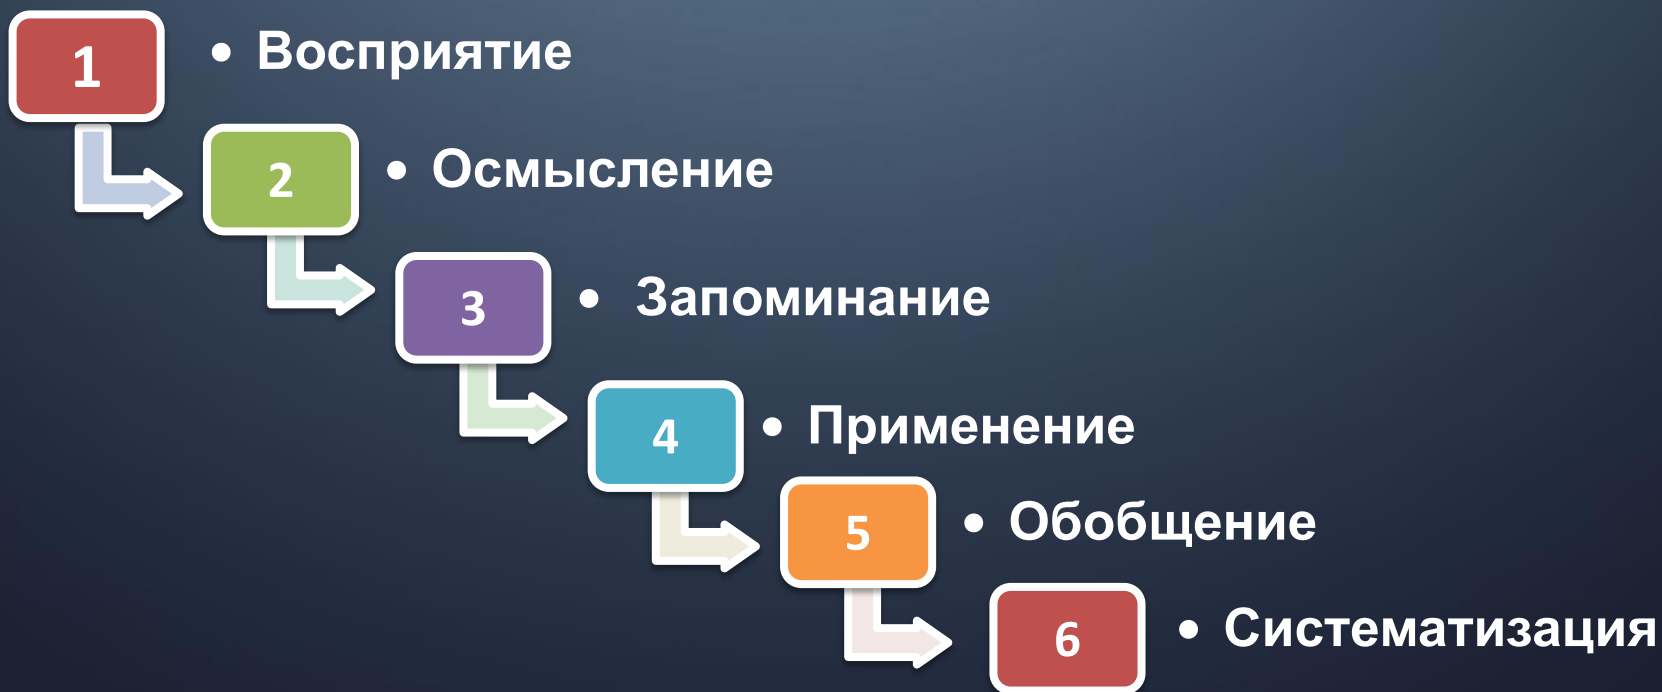 1 • Восприятие
2 • Осмысление
3 • Запоминание
4 • Применение
5 • Обобщение
6 • Систематизация